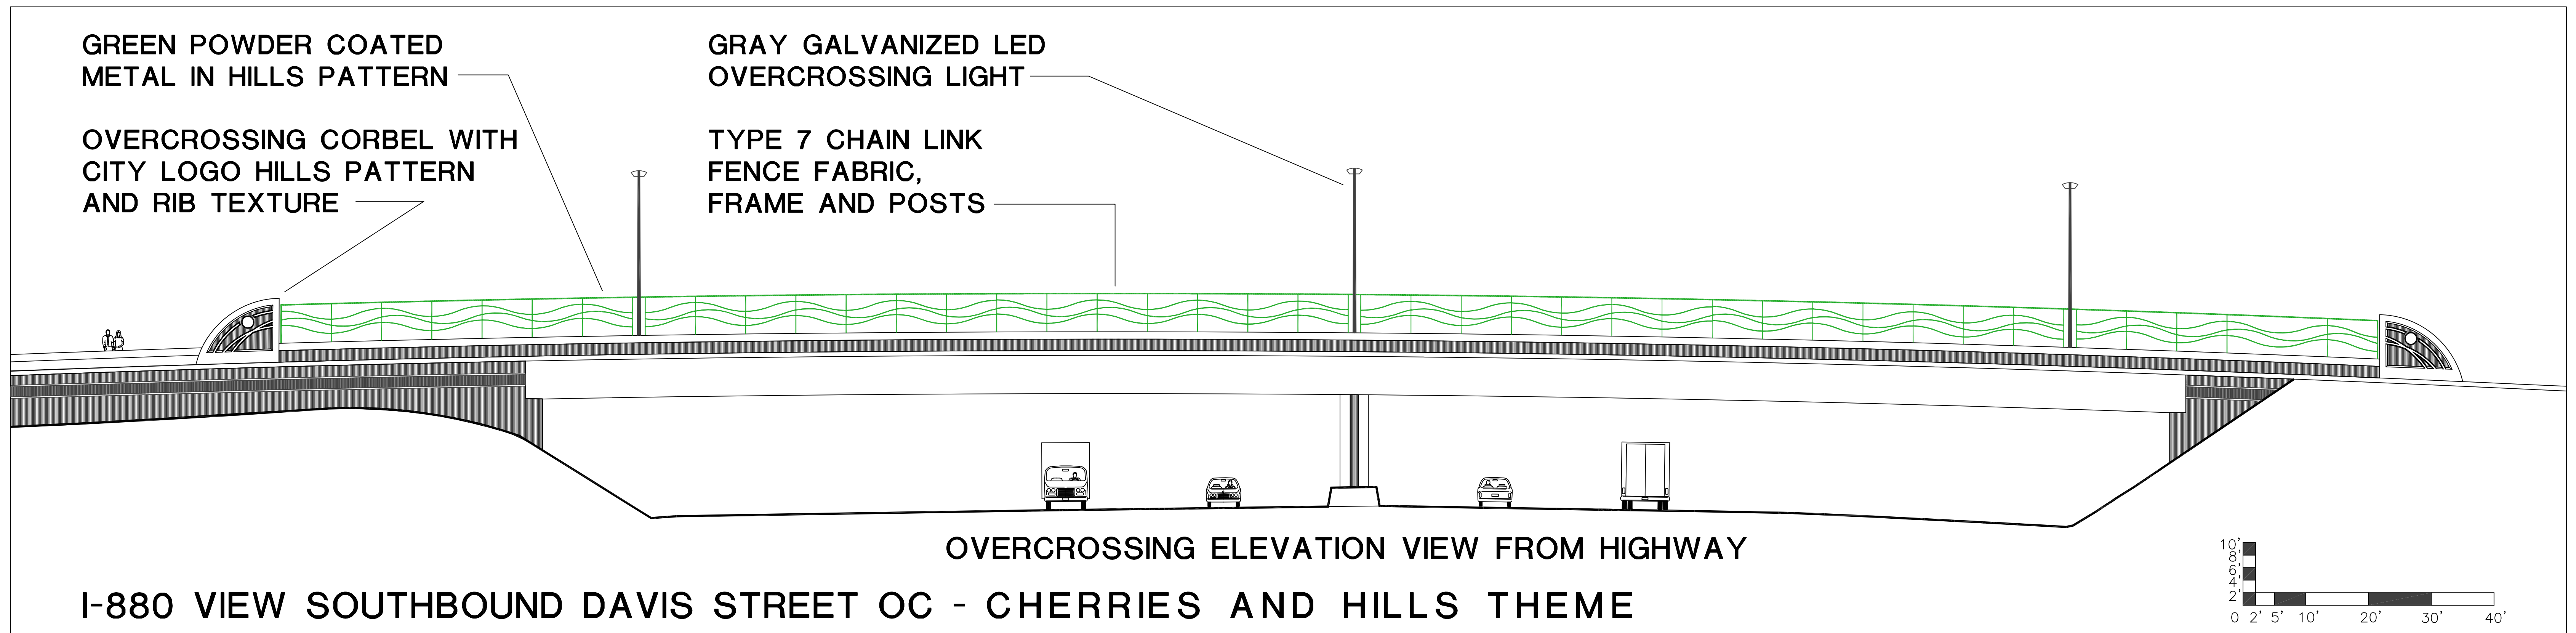 GREEN POWDER COATED
METAL IN HILLS PATTERN
OVERCROSSING CORBEL WITH
CITY LOGO HILLS PATTERN
AND RIB TEXTURE
GRAY GALVANIZED LED
OVERCROSSING LIGHT
TYPE 7 CHAIN LINK
FENCE FABRIC,
FRAME AND POSTS
OVERCROSSING ELEVATION VIEW FROM HIGHWAY
I-880 VIEW SOUTHBOUND DAVIS STREET OC - CHERRIES AND HILLS THEME
10'
8'
6'
4'
2'
0 2' 5' 10' 20' 30' 40'